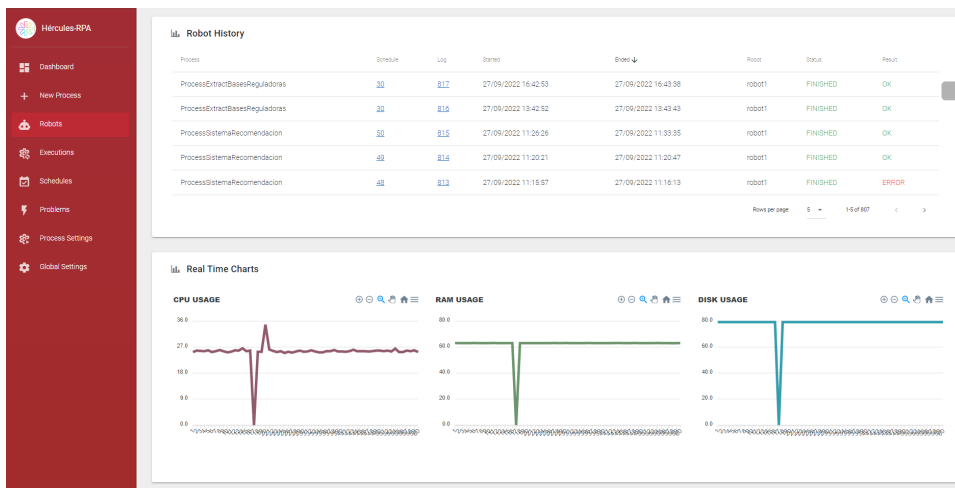 Hércules-RPA
Dashboard
New Process
Robots
Executions
Schedules
Problems
Process Settings
Global Settings
Robot History
Process Schedule Log Started Ended Robot Status Result
ProcessExtractBasesReguladoras 30 817 27/09/2022 16:42:53 27/09/2022 16:43:38 robot1 FINISHED OK
ProcessExtractBasesReguladoras 30 816 27/09/2022 13:42:52 27/09/2022 13:43:43 robot1 FINISHED OK
ProcessSistemaRecomendacion 50 815 27/09/2022 11:26:26 27/09/2022 11:33:35 robot1 FINISHED OK
ProcessSistemaRecomendacion 49 814 27/09/2022 11:20:21 27/09/2022 11:20:47 robot1 FINISHED OK
ProcessSistemaRecomendacion 48 813 27/09/2022 11:15:57 27/09/2022 11:16:13 robot1 FINISHED ERROR
Rows per page: 5 1-5 of 807
Real Time Charts
CPU USAGE
36.0
27.0
18.0
9.0
0.0
RAM USAGE
80.0
60.0
40.0
20.0
0.0
DISK USAGE
80.0
60.0
40.0
20.0
0.0